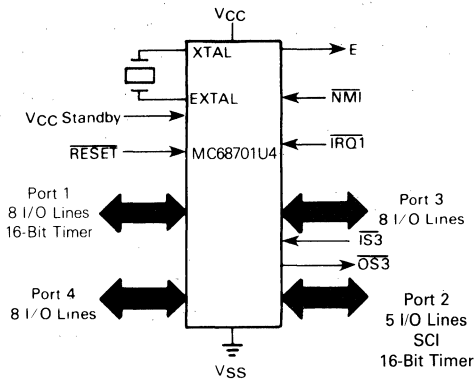 VCC
XTAL
E
EXTAL
NMI
VCC Standby
IRQ1
RESET
MC68701U4
Port 1
8 I/O Lines
16-Bit Timer
Port 3
8 I/O Lines
IS3
OS3
Port 4
8 I/O Lines
Port 2
5 I/O Lines
SCI
16-Bit Timer
VSS